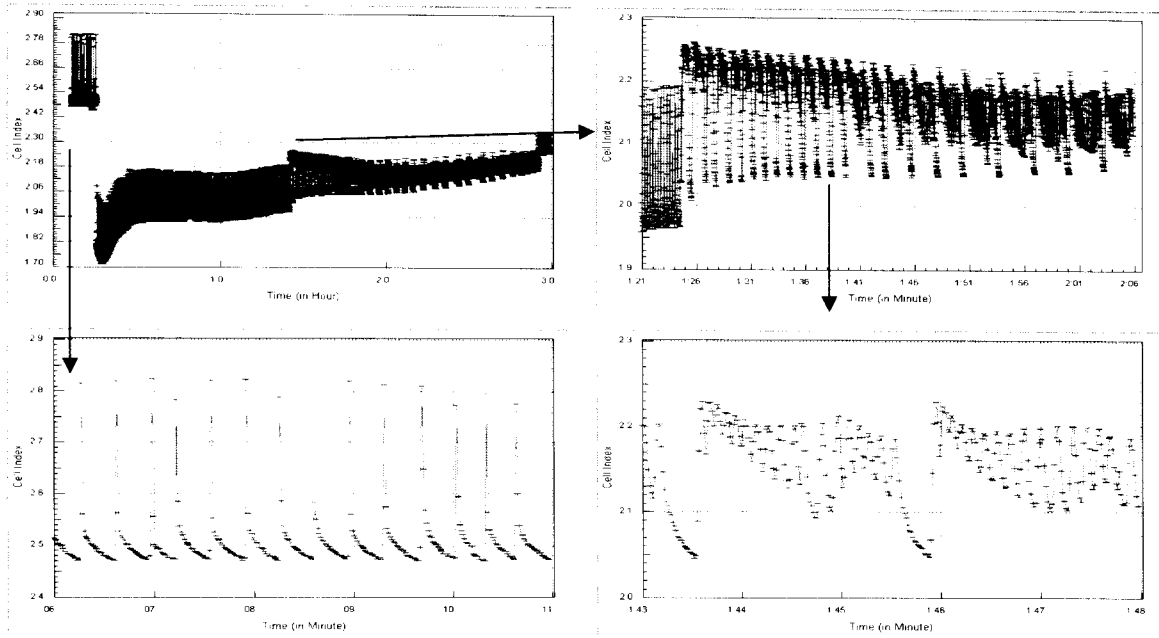 2.90
2.78
2.66
2.54
2.42
2.30
2.18
2.06
1.94
1.82
1.70
Cell Index
0.0 1.0 2.0 3.0
Time (in Hour)
2.3
2.2
2.1
2.0
1.9
Cell Index
1:21 1:26 1:31 1:36 1:41 1:46 1:51 1:56 2:01 2:06
Time (in Minute)
2.9
2.8
2.7
2.6
2.5
2.4
Cell Index
06 07 08 09 10 11
Time (in Minute)
2.3
2.2
2.1
2.0
Cell Index
1:43 1:44 1:45 1:46 1:47 1:48
Time (in Minute)